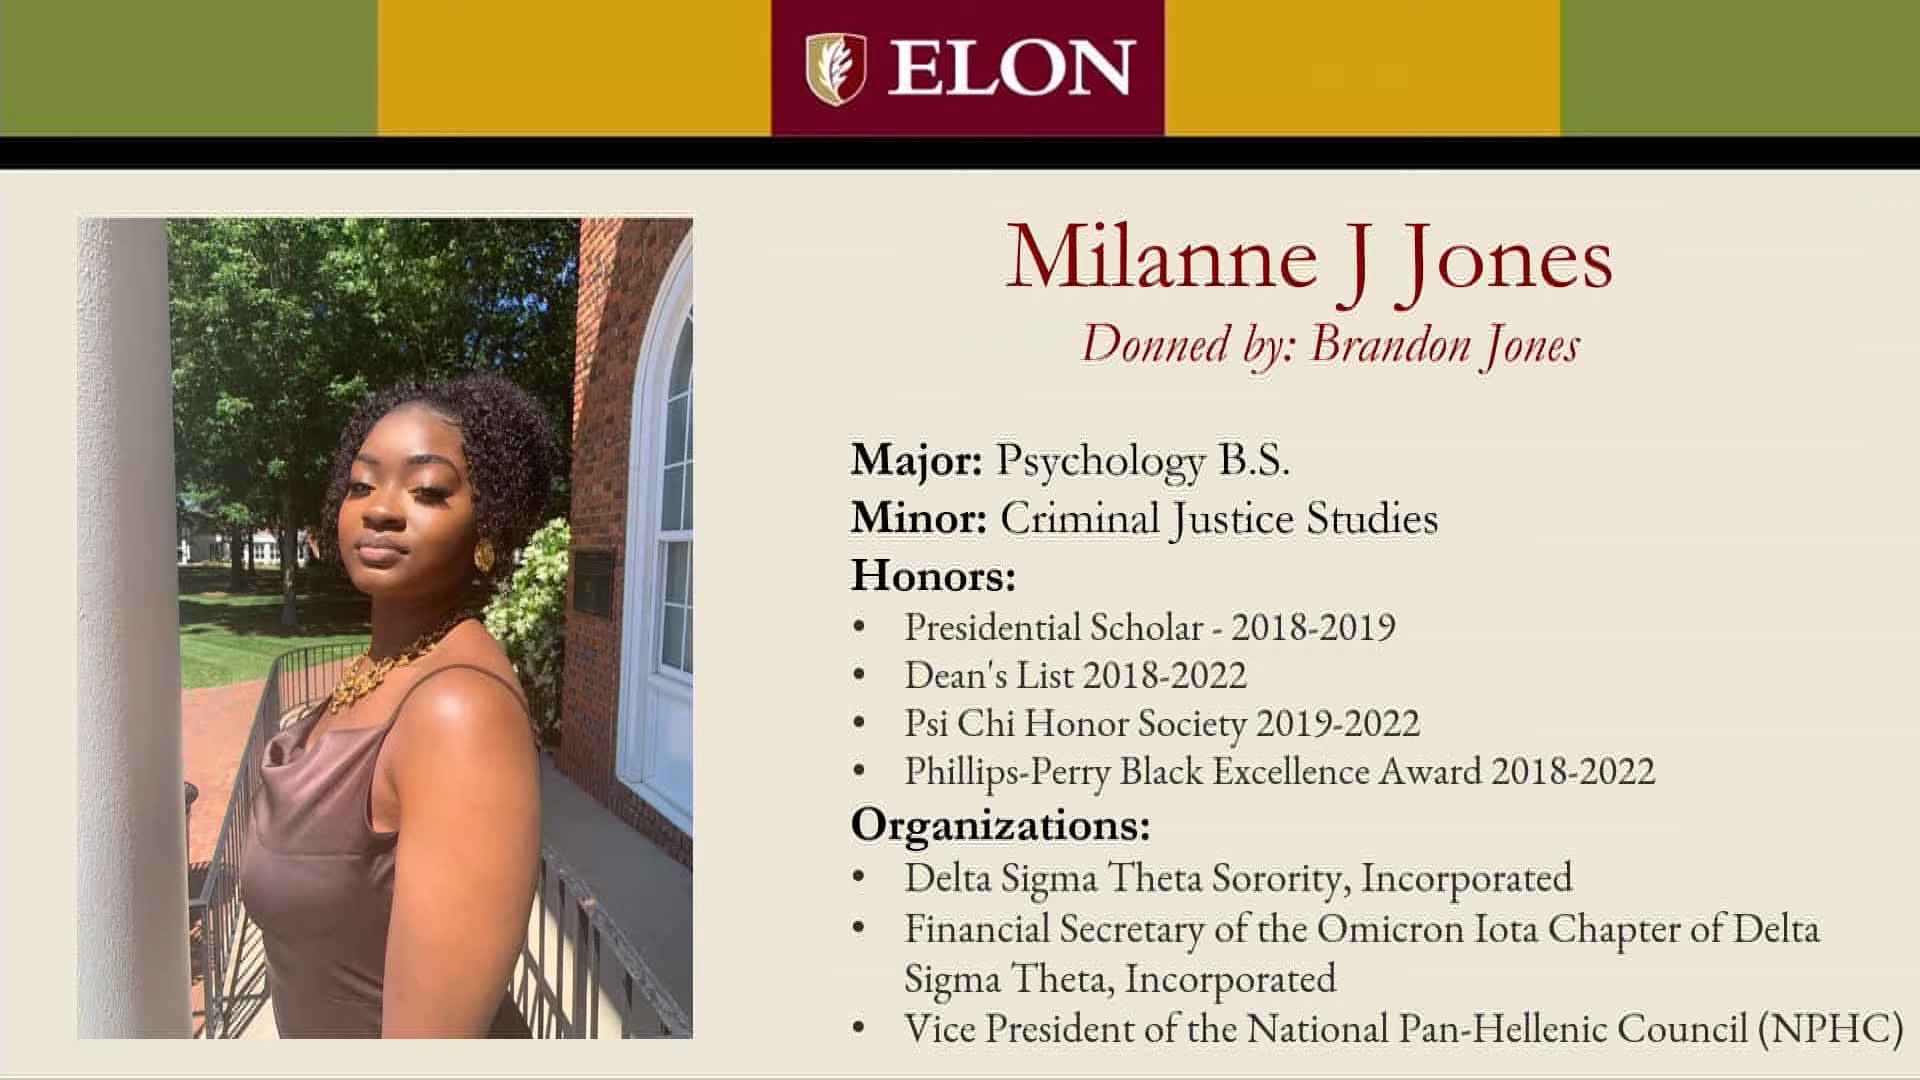 ELON
Milanne J Jones
Donned by: Brandon Jones
Major: Psychology B.S.
Minor: Criminal Justice Studies
Honors:
• Presidential Scholar - 2018-2019
• Dean's List 2018-2022
• Psi Chi Honor Society 2019-2022
• Phillips-Perry Black Excellence Award 2018-2022
Organizations:
• Delta Sigma Theta Sorority, Incorporated
• Financial Secretary of the Omicron Iota Chapter of Delta
Sigma Theta, Incorporated
• Vice President of the National Pan-Hellenic Council (NPHC)